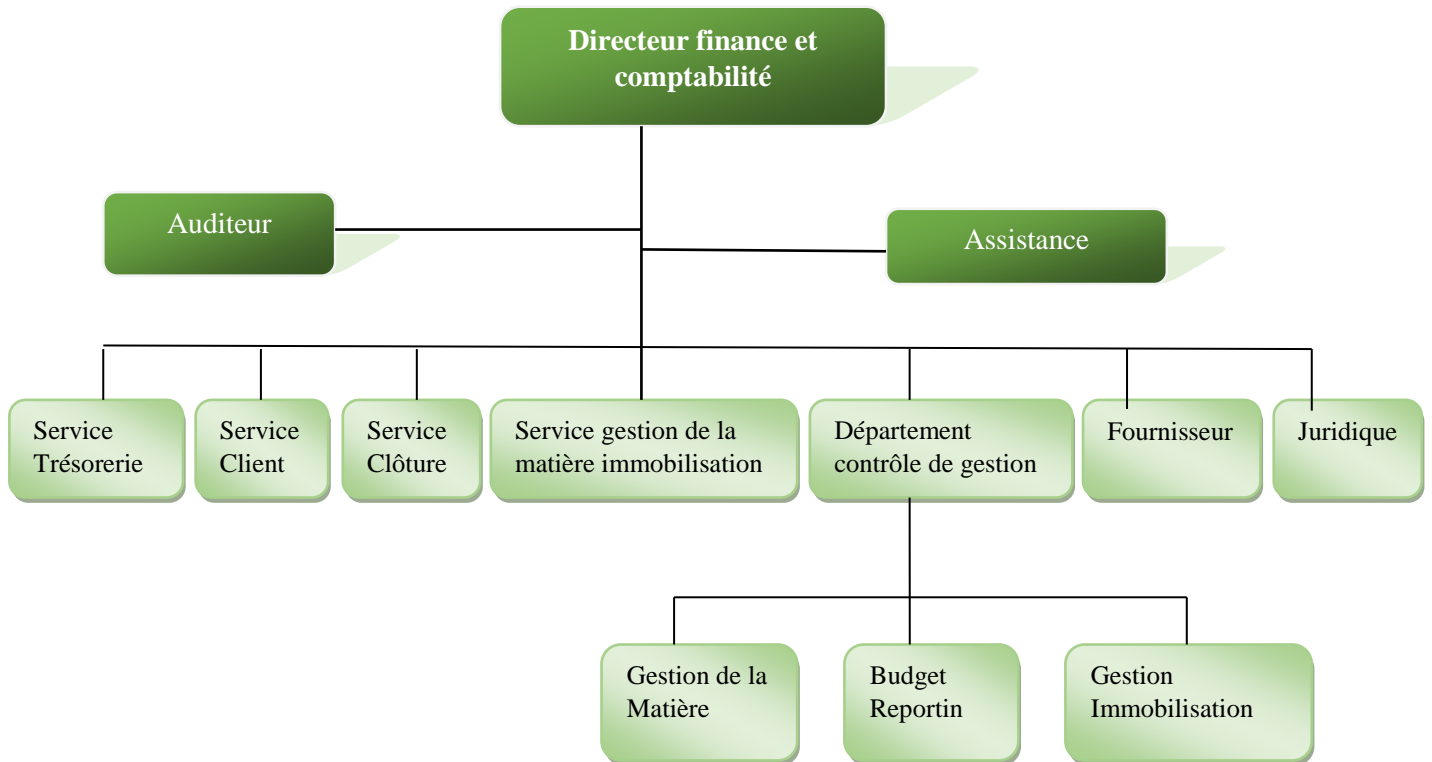 Directeur finance et
comptabilité
Auditeur
Assistance
Service
Trésorerie
Service
Client
Service
Clôture
Service gestion de la
matière immobilisation
Département
contrôle de gestion
Fournisseur
Juridique
Gestion de la
Matière
Budget
Reportin
Gestion
Immobilisation